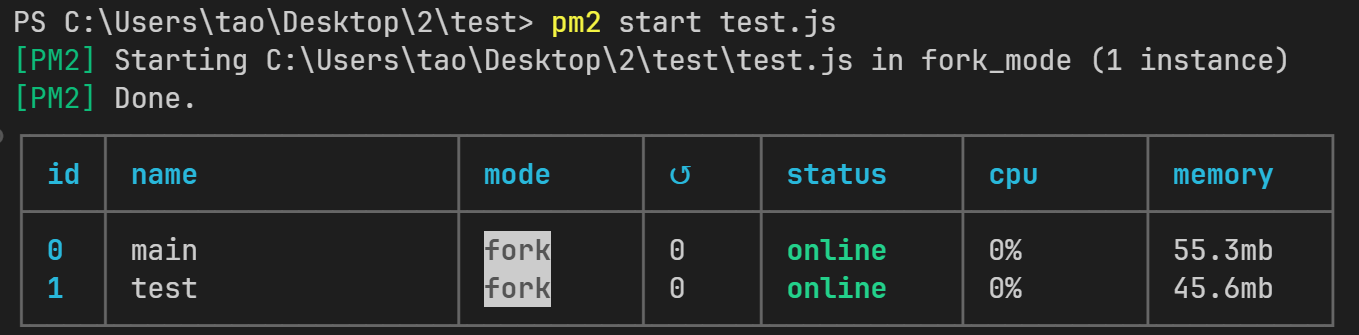 PS C:\Users\tao\Desktop\2\test> pm2 start test.js
[PM2] Starting C:\Users\tao\Desktop\2\test\test.js in fork_mode (1 instance)
[PM2] Done.
id name mode ↺ status cpu memory
0 main fork 0 online 0% 55.3mb
1 test fork 0 online 0% 45.6mb